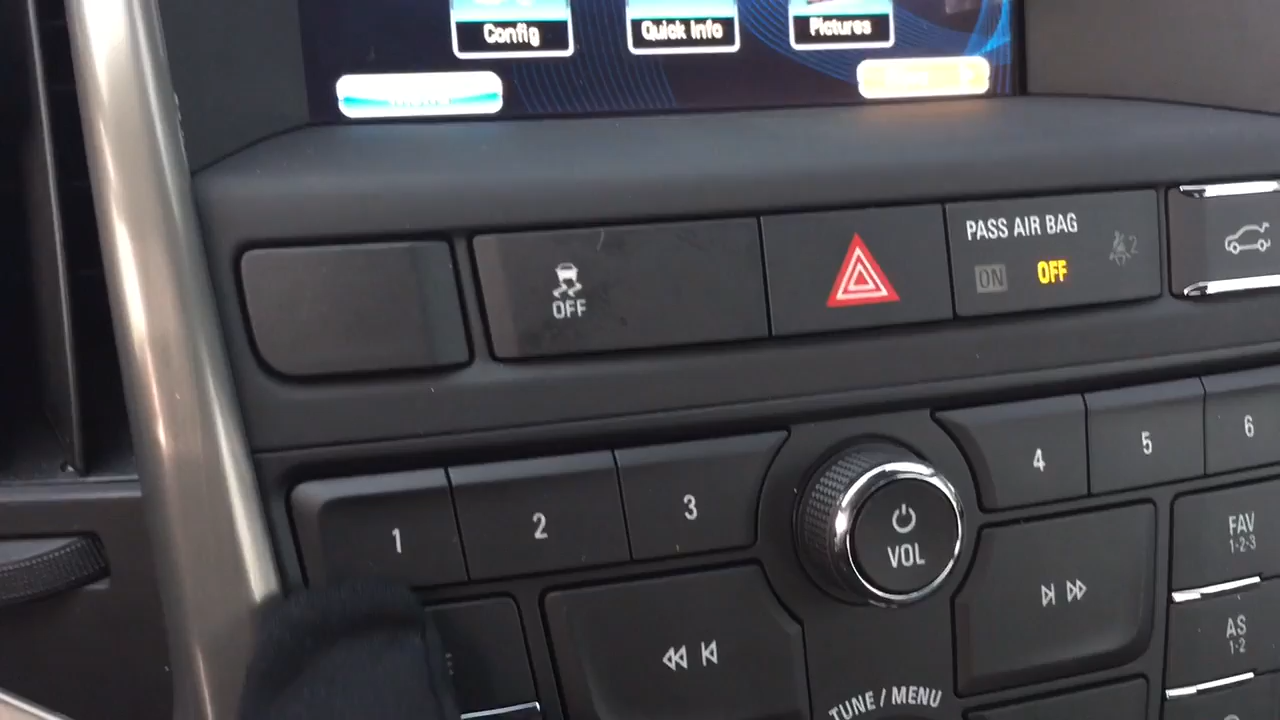 Config
Quick Info
Pictures
OFF
PASS AIR BAG
ON
OFF
2
1
2
3
VOL
4
5
6
FAV
1-2-3
AS
1-2
TUNE / MENU